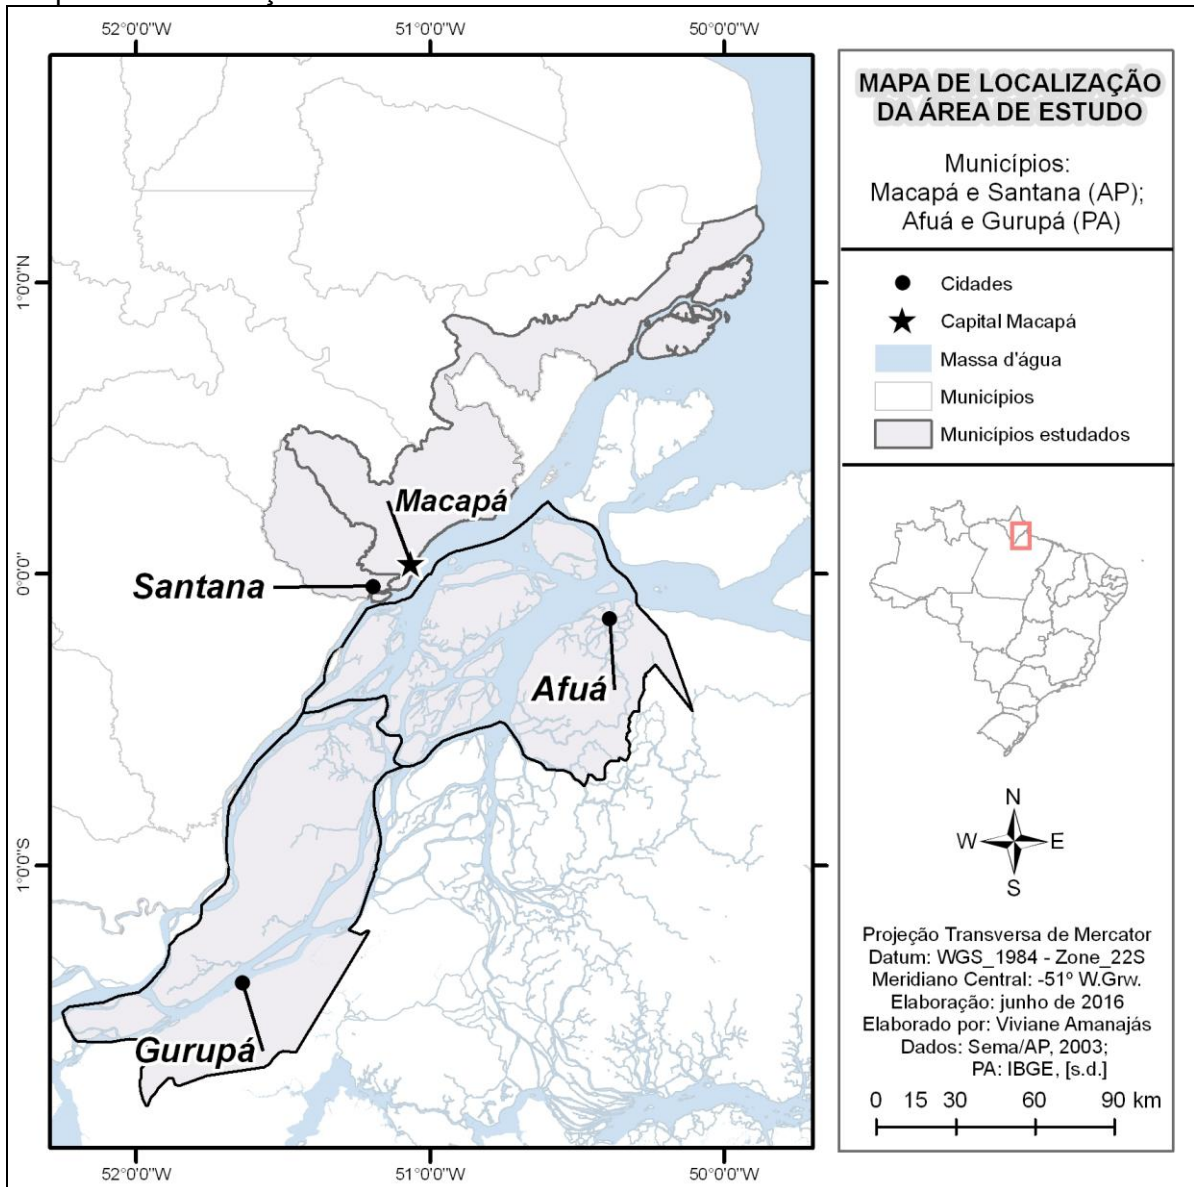 52°0'0"W 51°0'0"W 50°0'0"W
1°0'0"N
0°0'0"
1°0'0"S
Macapá
Santana
Afuá
Gurupá
52°0'0"W 51°0'0"W 50°0'0"W
MAPA DE LOCALIZAÇÃO
DA ÁREA DE ESTUDO
Municípios:
Macapá e Santana (AP);
Afuá e Gurupá (PA)
Cidades
Capital Macapá
Massa d'água
Municípios
Municípios estudados
N
W E
S
Projeção Transversa de Mercator
Datum: WGS_1984 - Zone_22S
Meridiano Central: -51º W.Grw.
Elaboração: junho de 2016
Elaborado por: Viviane Amanajás
Dados: Sema/AP, 2003;
PA: IBGE, [s.d.]
0 15 30 60 90 km